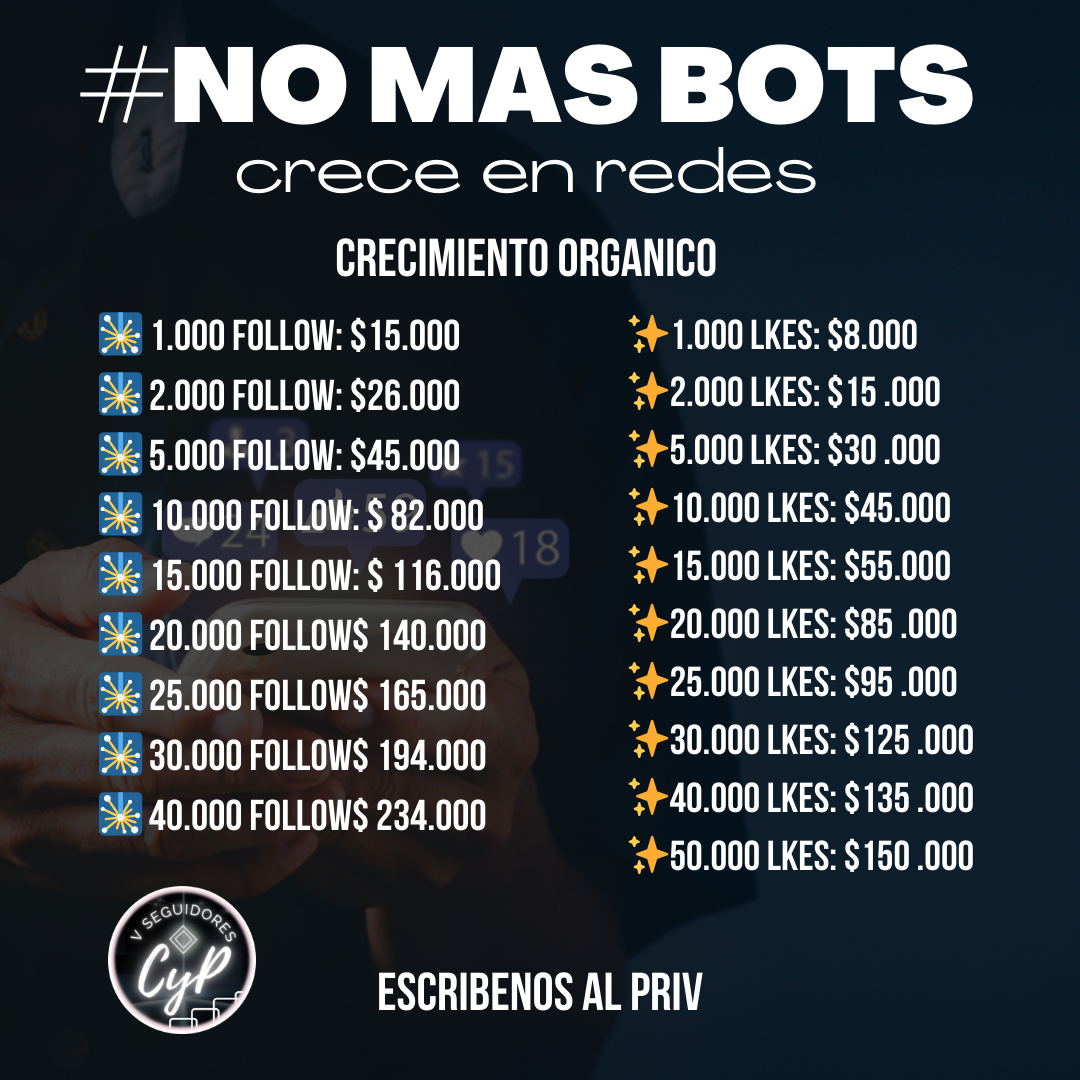 #NO MAS BOTS
crece en redes
CRECIMIENTO ORGANICO
1.000 FOLLOW: $15.000
2.000 FOLLOW: $26.000
5.000 FOLLOW: $45.000
10.000 FOLLOW: $ 82.000
15.000 FOLLOW: $ 116.000
20.000 FOLLOW$ 140.000
25.000 FOLLOW$ 165.000
30.000 FOLLOW$ 194.000
40.000 FOLLOW$ 234.000
1.000 LKES: $8.000
2.000 LKES: $15 .000
5.000 LKES: $30 .000
10.000 LKES: $45.000
15.000 LKES: $55.000
20.000 LKES: $85 .000
25.000 LKES: $95 .000
30.000 LKES: $125 .000
40.000 LKES: $135 .000
50.000 LKES: $150 .000
3
15
59
24
18
V SEGUIDORES
CyP
ESCRIBENOS AL PRIV